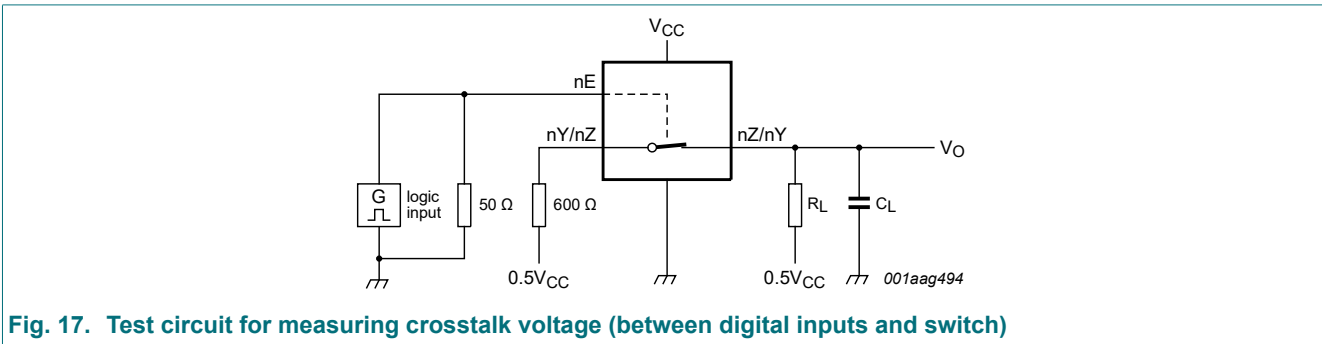 VCC
nE
nY/nZ
nZ/nY
VO
G
logic
input
50 Ω
600 Ω
RL
CL
0.5VCC
0.5VCC
001aag494
Fig. 17. Test circuit for measuring crosstalk voltage (between digital inputs and switch)